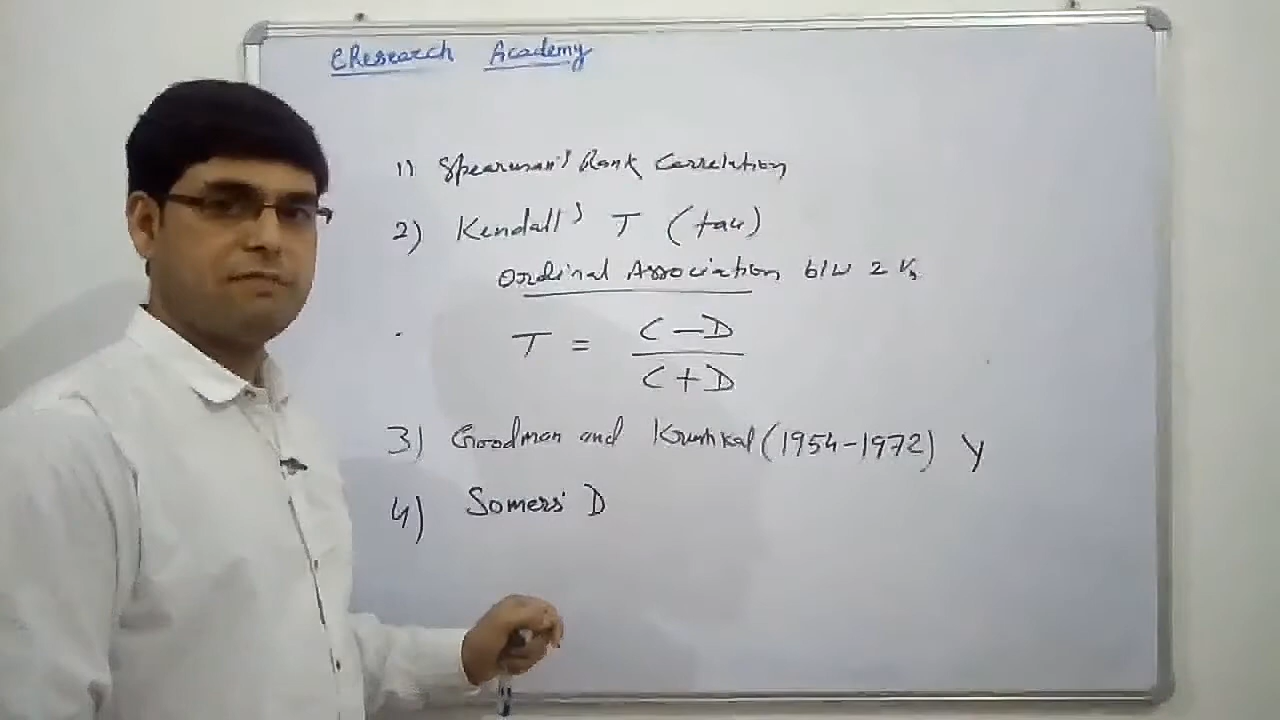 eResearch Academy
1) Spearman's Rank Correlation
2) Kendall's T (tau)
Ordinal Association b/w 2 Vs
T = C - D / C + D
3) Goodman and Krushkal (1954-1972) γ
4) Somers' D